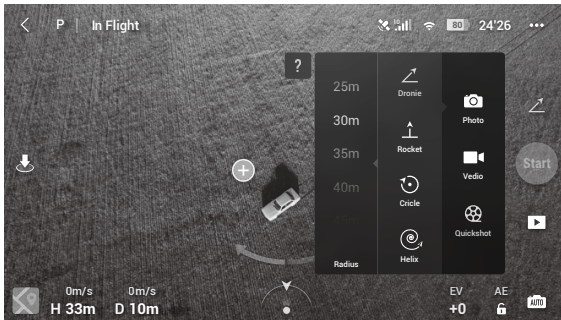 P | In Flight
80 24'26
?
25m
30m
35m
40m
45m
Radius
Dronie
Rocket
Cricle
Helix
Photo
Vedio
Quickshot
Start
0m/s 0m/s
H 33m D 10m
EV AE
+0
AUTO